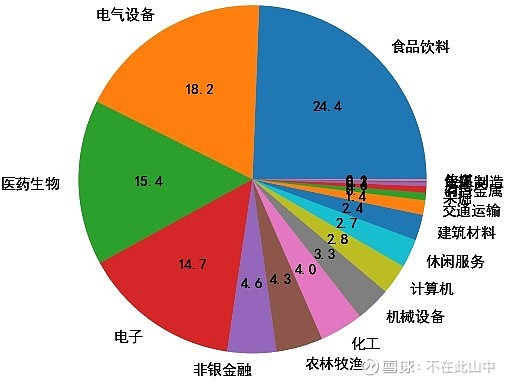 电气设备
食品饮料
18.2
24.4
医药生物
15.4
1.4
交通运输
2.4
建筑材料
2.7
休闲服务
2.8
计算机
14.7
3.3
机械设备
4.6
4.3
4.0
化工
电子
非银金融
农林牧渔
雪球:不在此山中